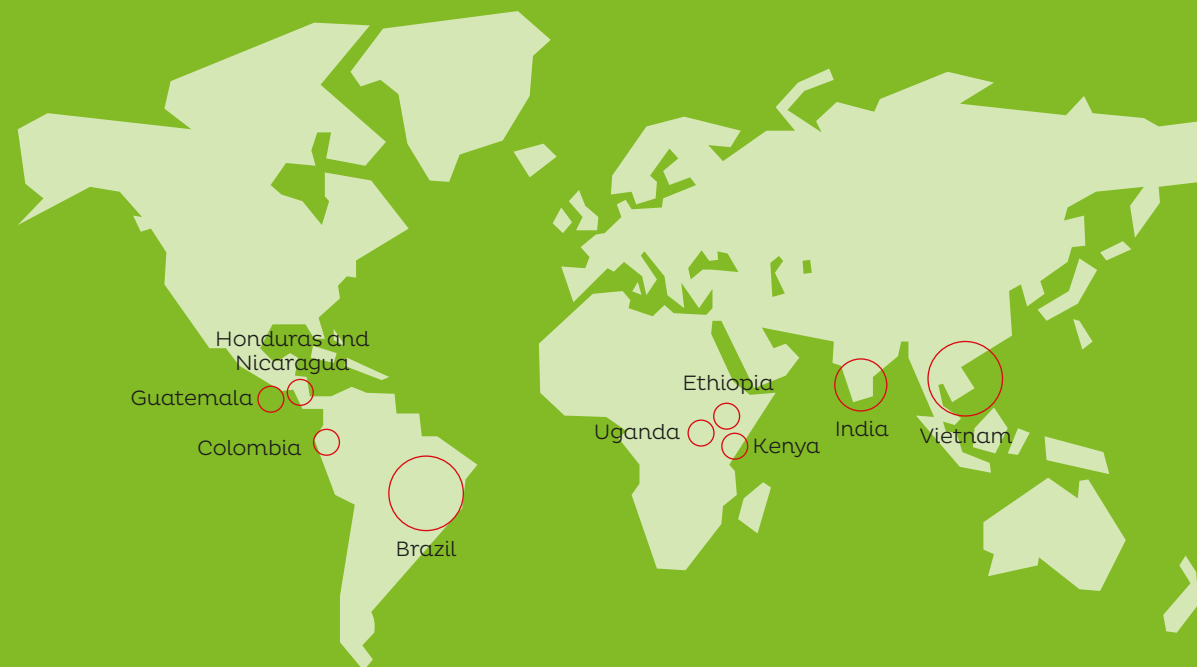 Honduras and
Nicaragua
Guatemala
Colombia
Brazil
Ethiopia
Uganda
Kenya
India
Vietnam